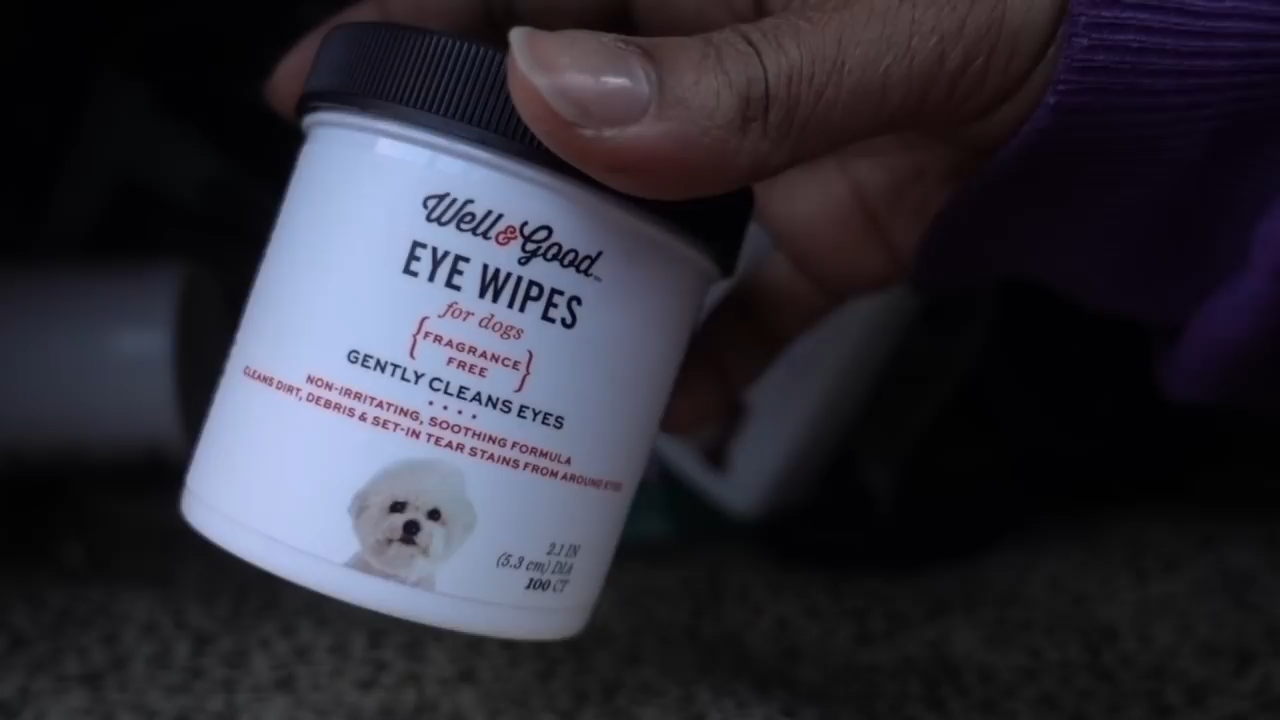 Well & Good
EYE WIPES
for dogs
{FRAGRANCE
FREE}
GENTLY CLEANS EYES
NON-IRRITATING, SOOTHING FORMULA
CLEANS DIRT, DEBRIS & SET-IN TEAR STAINS FROM AROUND EYES
2.1 IN
(5.3 cm) DIA
100 CT